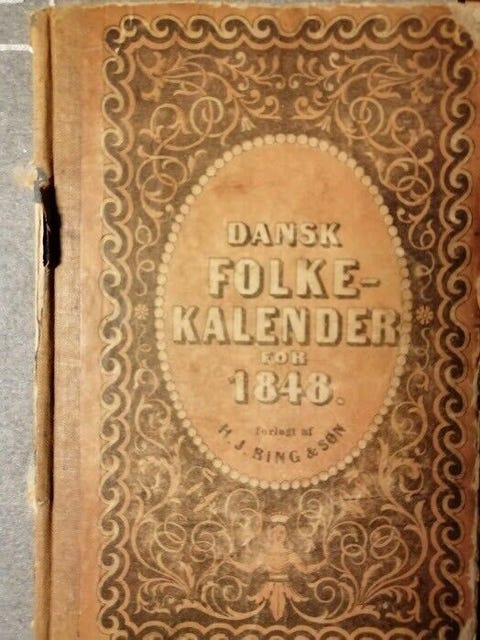 DANSK
FOLKE-
KALENDER
FOR
1848.
forlagt af
H. J. BING & SØN